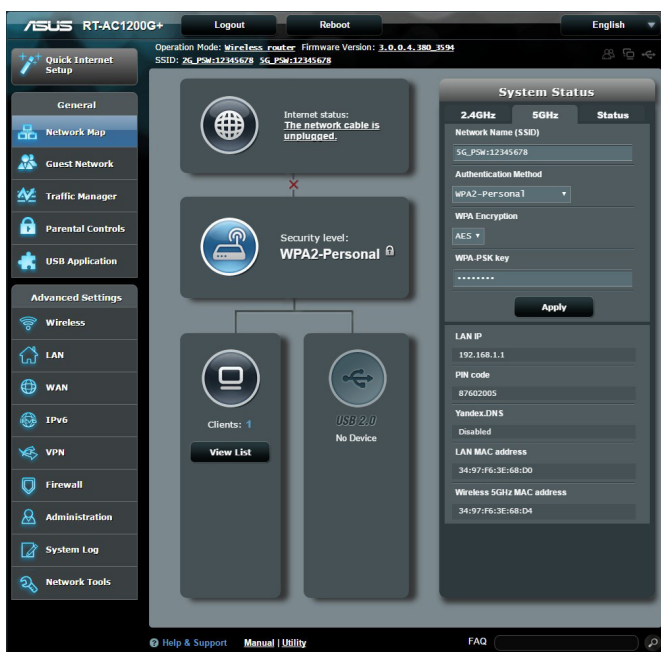 ASUS RT-AC1200G+ Logout Reboot English
Quick Internet Setup
Operation Mode: Wireless router Firmware Version: 3.0.0.4.380_3594
SSID: 2G_PSW:12345678 5G_PSW:12345678
General
Network Map
Guest Network
Traffic Manager
Parental Controls
USB Application
Advanced Settings
Wireless
LAN
WAN
IPv6
VPN
Firewall
Administration
System Log
Network Tools
Internet status:
The network cable is
unplugged.
Security level:
WPA2-Personal
Clients: 1
View List
USB 2.0
No Device
System Status
2.4GHz 5GHz Status
Network Name (SSID)
5G_PSW:12345678
Authentication Method
WPA2-Personal
WPA Encryption
AES
WPA-PSK key
••••••••
Apply
LAN IP
192.168.1.1
PIN code
87602005
Yandex.DNS
Disabled
LAN MAC address
34:97:F6:3E:68:D0
Wireless 5GHz MAC address
34:97:F6:3E:68:D4
Help & Support Manual | Utility FAQ